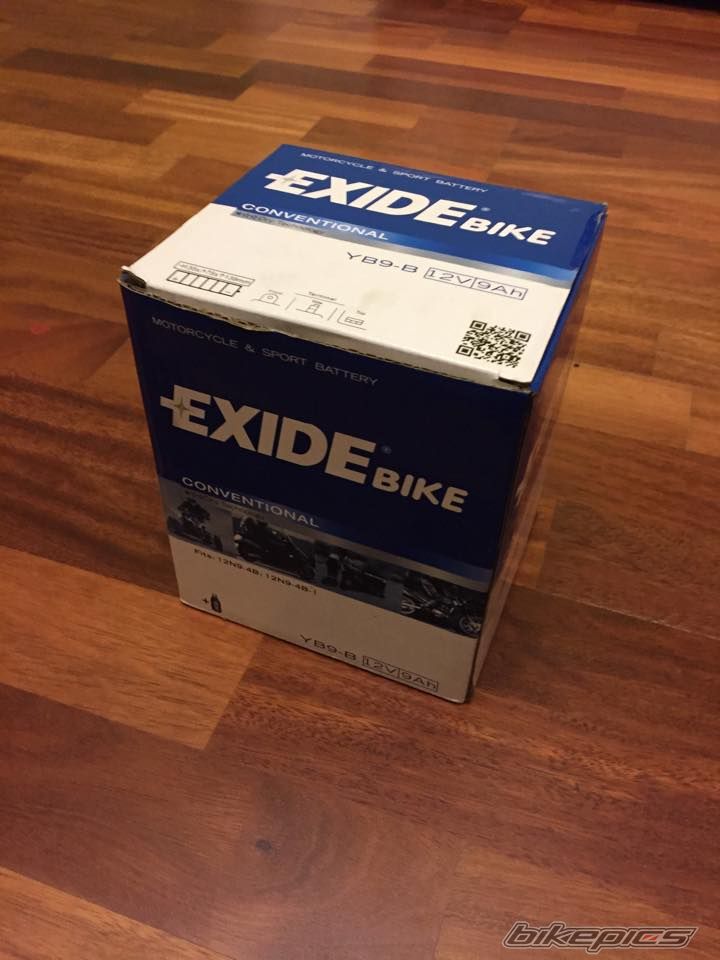 MOTORCYCLE & SPORT BATTERY
EXIDE® BIKE
CONVENTIONAL
YB9-B 12V 9Ah
Terminal
MOTORCYCLE & SPORT BATTERY
EXIDE® BIKE
CONVENTIONAL
Fits: 12N9-4B; 12N9-4B-1
YB9-B 12V 9Ah
bikepics